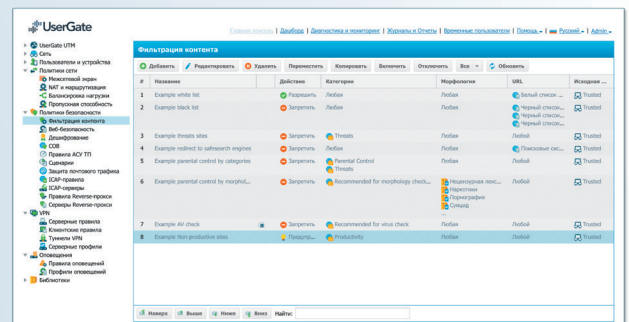 UserGate
Главная консоль | Дашборд | Диагностика и мониторинг | Журналы и Отчеты | Временные пользователи | Помощь | Русский | Admin
UserGate UTM
Сеть
Пользователи и устройства
Политики сети
Межсетевой экран
NAT и маршрутизация
Балансировка нагрузки
Пропускная способность
Политики безопасности
Фильтрация контента
Веб-безопасность
Дешифрование
СОВ
Правила АСУ ТП
Сценарии
Защита почтового трафика
ICAP-правила
ICAP-серверы
Правила Reverse-прокси
Серверы Reverse-прокси
VPN
Серверные правила
Клиентские правила
Туннели VPN
Серверные профили
Оповещения
Правила оповещений
Профили оповещений
Библиотеки
Фильтрация контента
Добавить Редактировать Удалить Переместить Копировать Включить Отключить Все Обновить
# Название Действие Категории Морфология URL Исходная ...
1 Example white list Разрешить Любая Любая Белый список ... Trusted
2 Example black list Запретить Любая Любая Черный список... Trusted
Черный список...
Черный список...
3 Example threats sites Запретить Threats Любая Любой Trusted
4 Example redirect to safesearch engines Запретить Любая Любая Поисковые сис... Trusted
5 Example parental control by categories Запретить Parental Control Любая Любой Trusted
Threats
6 Example parental control by morphol... Запретить Recommended for morphology check... Нецензурная лекс... Любой Trusted
Наркотики
Порнография
Суицид
...
7 Example AV check Запретить Recommended for virus check Любая Любой Trusted
8 Example Non-productive sites Предупр... Productivity Любая Любой Trusted
Наверх Выше Ниже Вниз Найти: